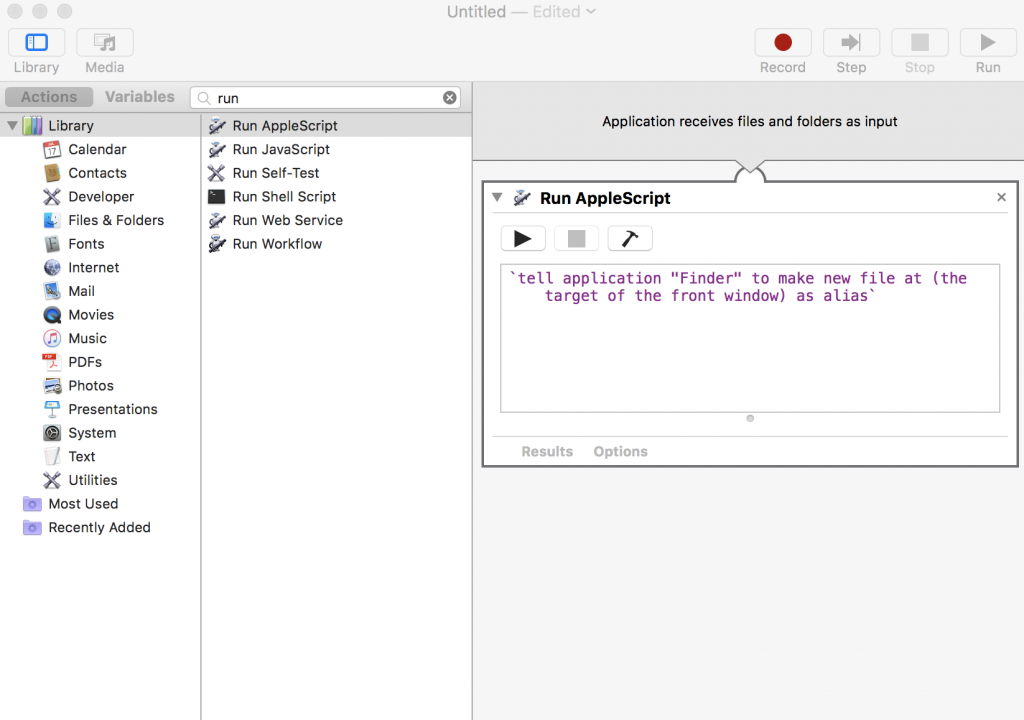 Untitled — Edited
Library
Media
Record
Step
Stop
Run
Actions
Variables
run
Library
Calendar
Contacts
Developer
Files & Folders
Fonts
Internet
Mail
Movies
Music
PDFs
Photos
Presentations
System
Text
Utilities
Most Used
Recently Added
Run AppleScript
Run JavaScript
Run Self-Test
Run Shell Script
Run Web Service
Run Workflow
Application receives files and folders as input
Run AppleScript
`tell application "Finder" to make new file at (the
target of the front window) as alias`
Results
Options